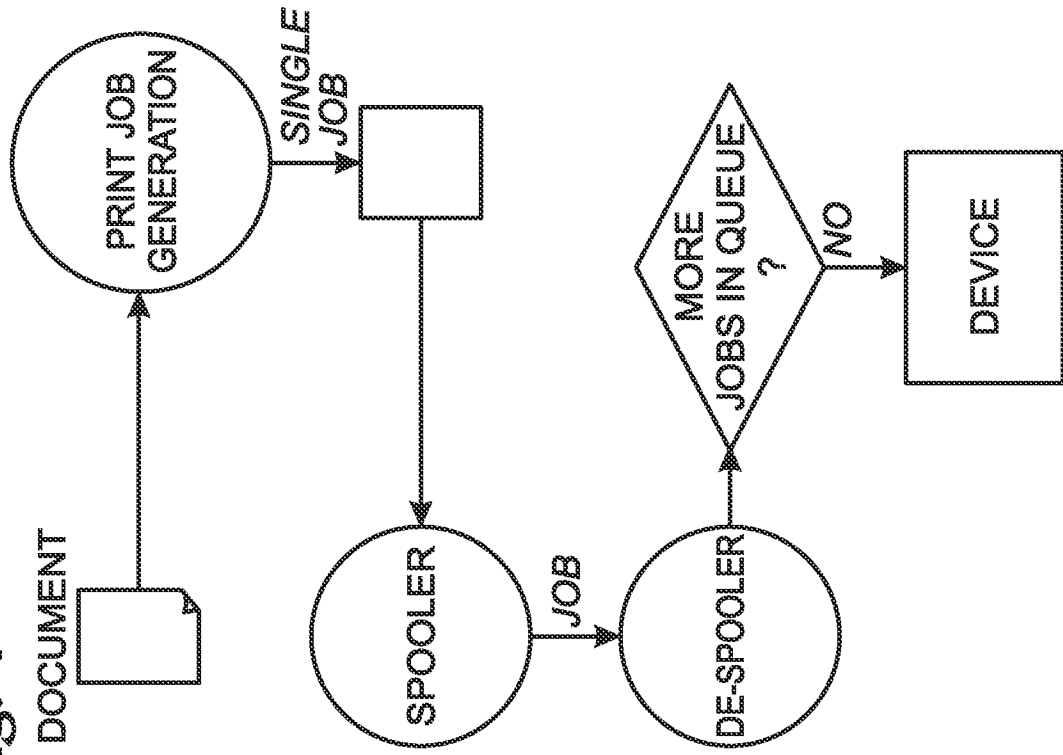 DOCUMENT
PRINT JOB
GENERATION
SINGLE
JOB
SPOOLER
JOB
DE-SPOOLER
MORE
JOBS IN QUEUE
?
NO
DEVICE